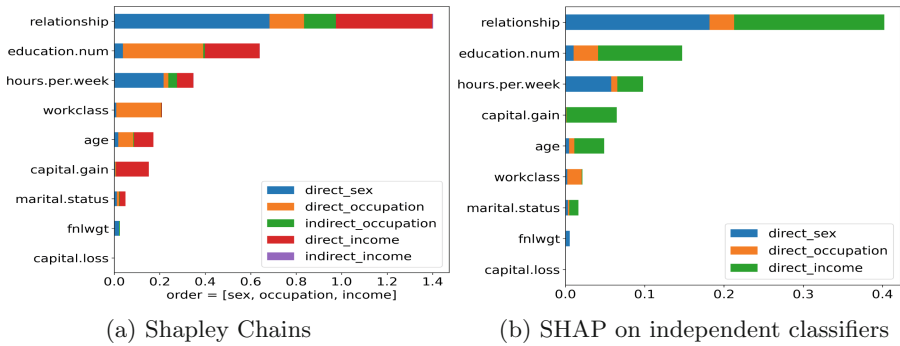 relationship
education.num
hours.per.week
workclass
age
capital.gain
marital.status
fnlwgt
capital.loss
direct_sex
direct_occupation
indirect_occupation
direct_income
indirect_income
0.0 0.2 0.4 0.6 0.8 1.0 1.2 1.4
order = [sex, occupation, income]
(a) Shapley Chains
relationship
education.num
hours.per.week
capital.gain
age
workclass
marital.status
fnlwgt
capital.loss
direct_sex
direct_occupation
direct_income
0.0 0.1 0.2 0.3 0.4
(b) SHAP on independent classifiers